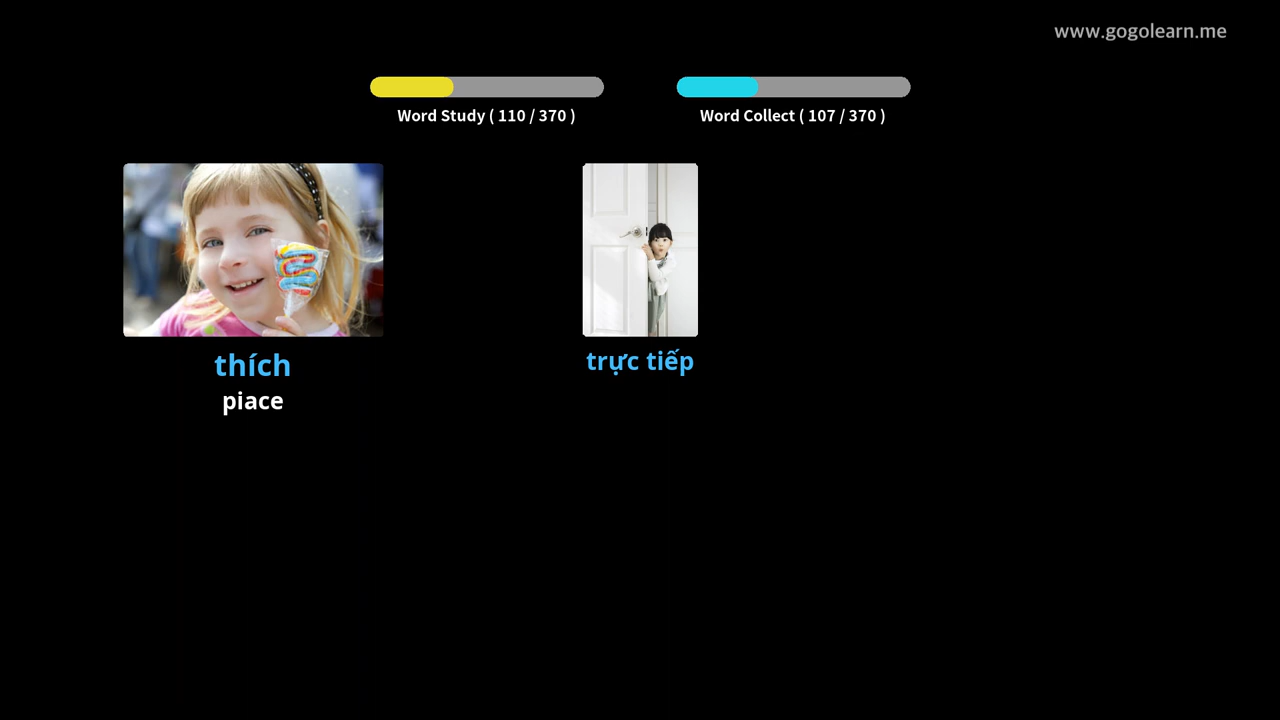 www.gogolearn.me
Word Study ( 110 / 370 )
Word Collect ( 107 / 370 )
thích
piace
trực tiếp